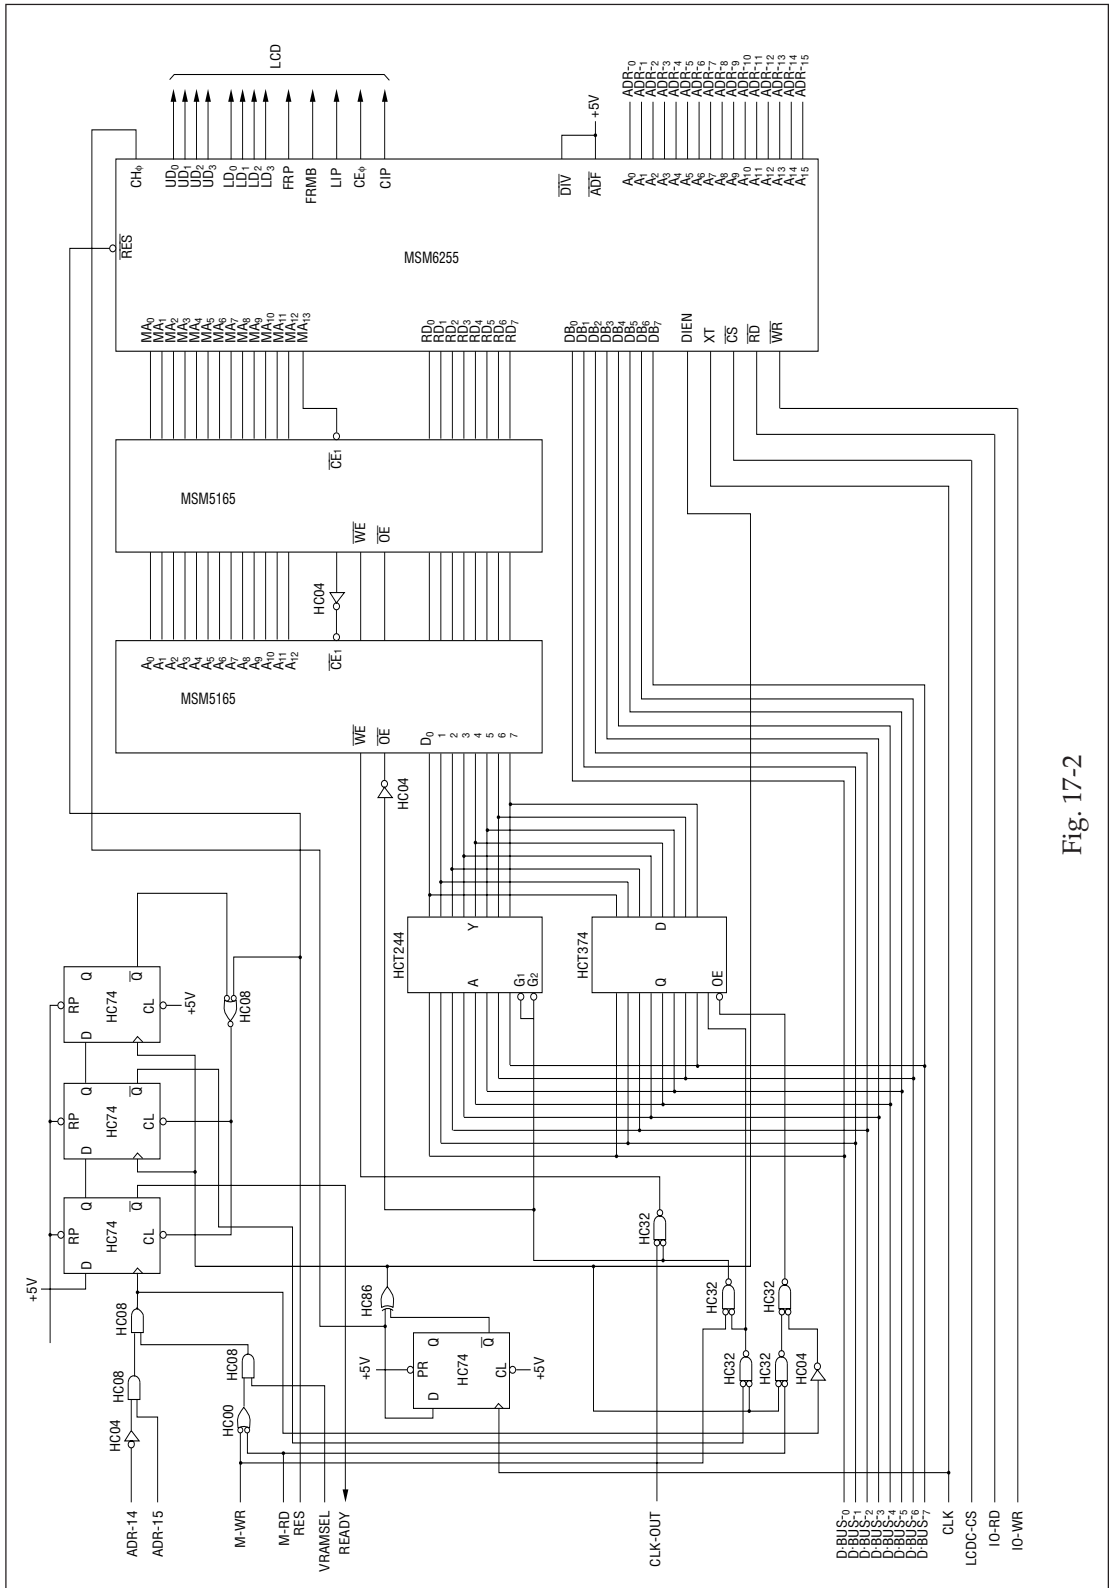 LCD
CHφ
UD0
UD1
UD2
UD3
LD0
LD1
LD2
LD3
FRP
FRMB
LIP
CEφ
CIP
DIV
ADF
+5V
A0
A1
A2
A3
A4
A5
A6
A7
A8
A9
A10
A11
A12
A13
A14
A15
ADR-0
ADR-1
ADR-2
ADR-3
ADR-4
ADR-5
ADR-6
ADR-7
ADR-8
ADR-9
ADR-10
ADR-11
ADR-12
ADR-13
ADR-14
ADR-15
RES
MSM6255
MA0
MA1
MA2
MA3
MA4
MA5
MA6
MA7
MA8
MA9
MA10
MA11
MA12
MA13
RD0
RD1
RD2
RD3
RD4
RD5
RD6
RD7
DB0
DB1
DB2
DB3
DB4
DB5
DB6
DB7
DIEN
XT
CS
RD
WR
MSM5165
CE1
WE
OE
HC04
MSM5165
A0
A1
A2
A3
A4
A5
A6
A7
A8
A9
A10
A11
A12
CE1
WE
OE
D0
1
2
3
4
5
6
7
HC04
HCT244
Y
A
G1
G2
HCT374
D
Q
OE
RP
Q
HC74
D
CL
Q
+5V
HC08
RP
Q
HC74
D
CL
Q
RP
Q
HC74
D
CL
Q
+5V
HC08
HC08
HC04
HC08
HC00
HC86
+5V
PR
Q
HC74
D
CL
Q
+5V
HC32
HC32
HC32
HC32
HC32
HC04
ADR-14
ADR-15
M-WR
M-RD
RES
VRAMSEL
READY
CLK-OUT
D-BUS-0
D-BUS-1
D-BUS-2
D-BUS-3
D-BUS-4
D-BUS-5
D-BUS-6
D-BUS-7
CLK
LCDC-CS
IO-RD
IO-WR
Fig. 17-2